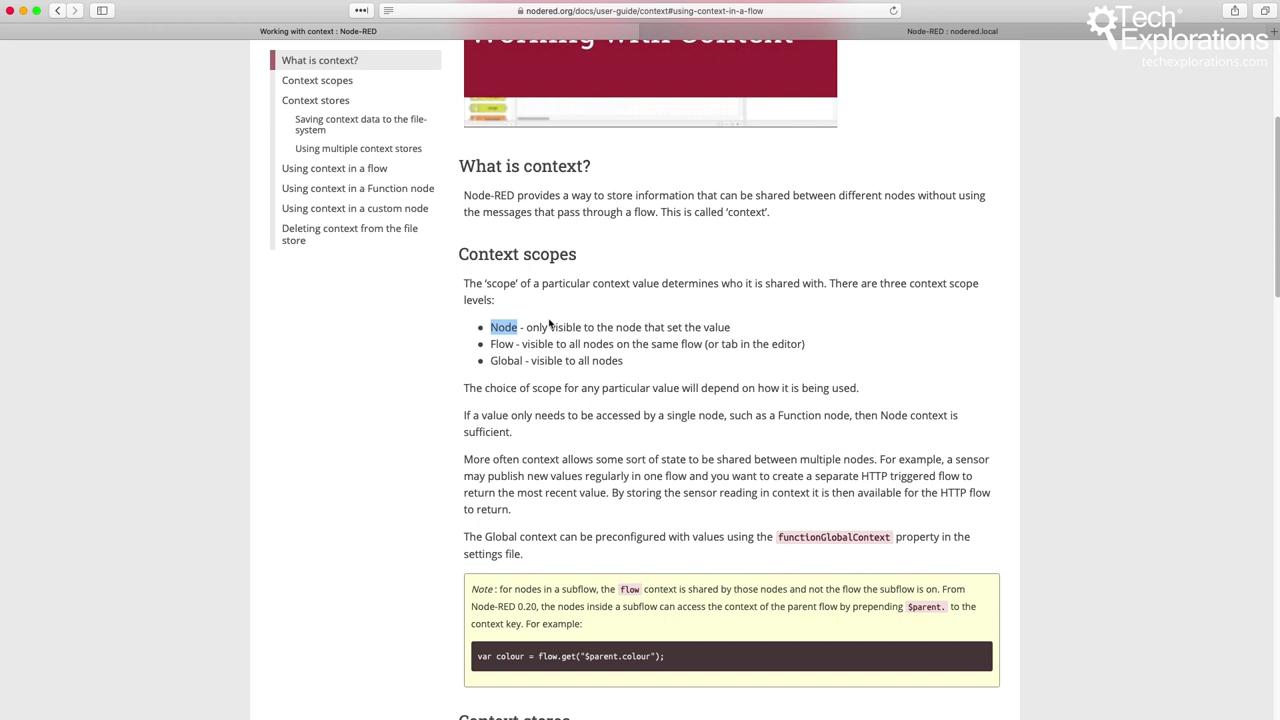 nodered.org/docs/user-guide/context#using-context-in-a-flow
Working with context : Node-RED
Node-RED : nodered.local
Tech
Explorations
techexplorations.com
What is context?
Context scopes
Context stores
Saving context data to the file-
system
Using multiple context stores
Using context in a flow
Using context in a Function node
Using context in a custom node
Deleting context from the file
store
Working with Context
What is context?
Node-RED provides a way to store information that can be shared between different nodes without using
the messages that pass through a flow. This is called ‘context’.
Context scopes
The ‘scope’ of a particular context value determines who it is shared with. There are three context scope
levels:
Node - only visible to the node that set the value
Flow - visible to all nodes on the same flow (or tab in the editor)
Global - visible to all nodes
The choice of scope for any particular value will depend on how it is being used.
If a value only needs to be accessed by a single node, such as a Function node, then Node context is
sufficient.
More often context allows some sort of state to be shared between multiple nodes. For example, a sensor
may publish new values regularly in one flow and you want to create a separate HTTP triggered flow to
return the most recent value. By storing the sensor reading in context it is then available for the HTTP flow
to return.
The Global context can be preconfigured with values using the functionGlobalContext property in the
settings file.
Note : for nodes in a subflow, the flow context is shared by those nodes and not the flow the subflow is on. From
Node-RED 0.20, the nodes inside a subflow can access the context of the parent flow by prepending $parent. to the
context key. For example:
var colour = flow.get("$parent.colour");
Context stores